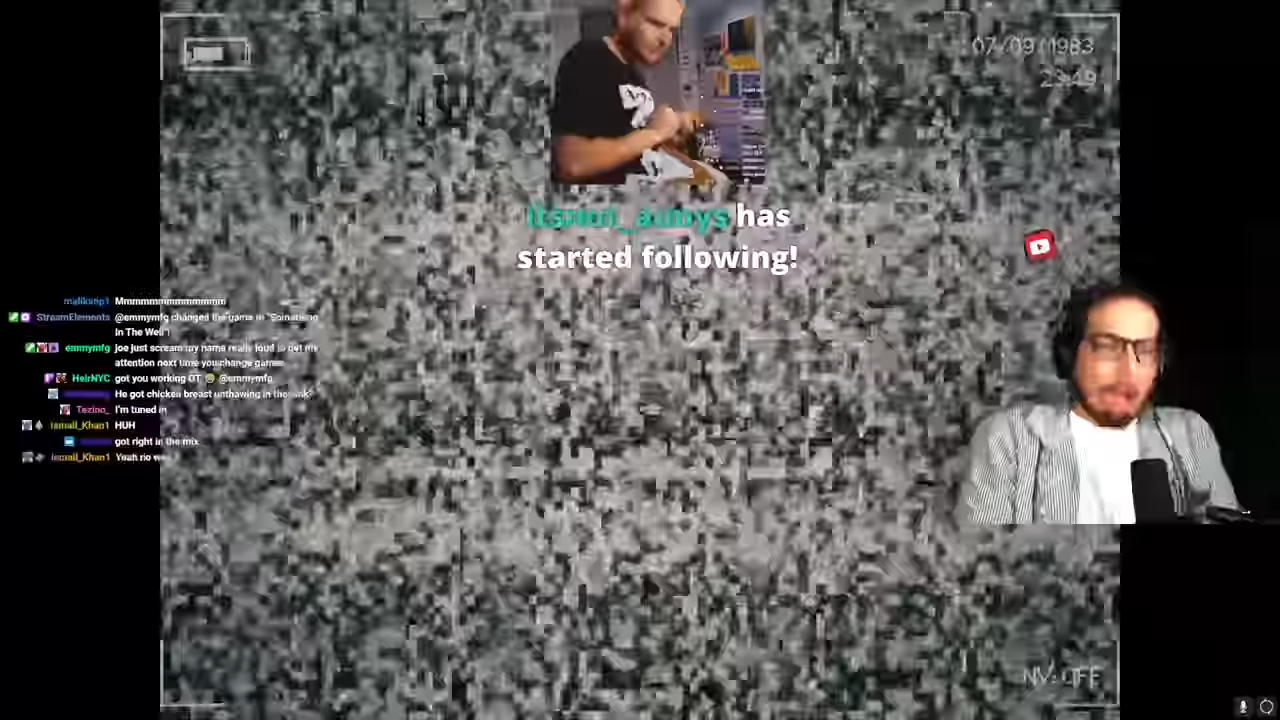 07/09/1983
23:49
has
started following!
malikstp1 Mmmmmmmmmmmmmm
StreamElements @emmymfg changed the game to "Something
In The Well"!
emmymfg joe just scream my name really loud to get my
attention next time you change games
HeirNYC got you working OT @emmymfg
He got chicken breast unthawing in the sink?
Tezino_ I'm tuned in
Ismail_Khan1 HUH
got right in the mix
Ismail_Khan1 Yeah no
NV: OFF